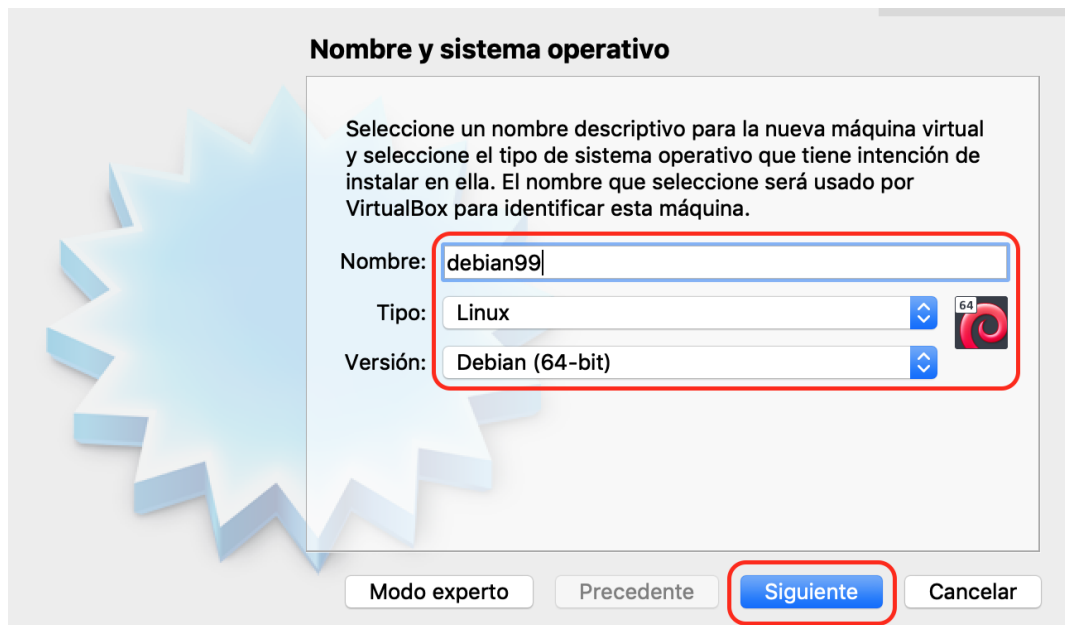 Nombre y sistema operativo
Seleccione un nombre descriptivo para la nueva máquina virtual
y seleccione el tipo de sistema operativo que tiene intención de
instalar en ella. El nombre que seleccione será usado por
VirtualBox para identificar esta máquina.
Nombre: debian99
Tipo: Linux
64
Versión: Debian (64-bit)
Modo experto Precedente Siguiente Cancelar